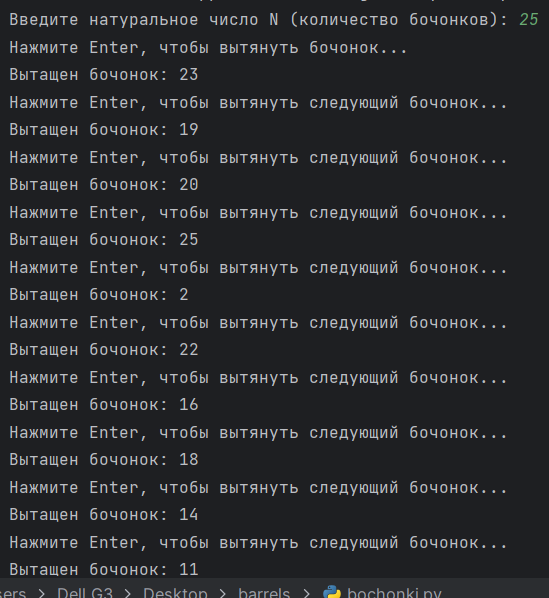 Введите натуральное число N (количество бочонков): 25
Нажмите Enter, чтобы вытянуть бочонок...
Вытащен бочонок: 23
Нажмите Enter, чтобы вытянуть следующий бочонок...
Вытащен бочонок: 19
Нажмите Enter, чтобы вытянуть следующий бочонок...
Вытащен бочонок: 20
Нажмите Enter, чтобы вытянуть следующий бочонок...
Вытащен бочонок: 25
Нажмите Enter, чтобы вытянуть следующий бочонок...
Вытащен бочонок: 2
Нажмите Enter, чтобы вытянуть следующий бочонок...
Вытащен бочонок: 22
Нажмите Enter, чтобы вытянуть следующий бочонок...
Вытащен бочонок: 16
Нажмите Enter, чтобы вытянуть следующий бочонок...
Вытащен бочонок: 18
Нажмите Enter, чтобы вытянуть следующий бочонок...
Вытащен бочонок: 14
Нажмите Enter, чтобы вытянуть следующий бочонок...
Вытащен бочонок: 11
sers > Dell G3 > Desktop > barrels > bochonki.py